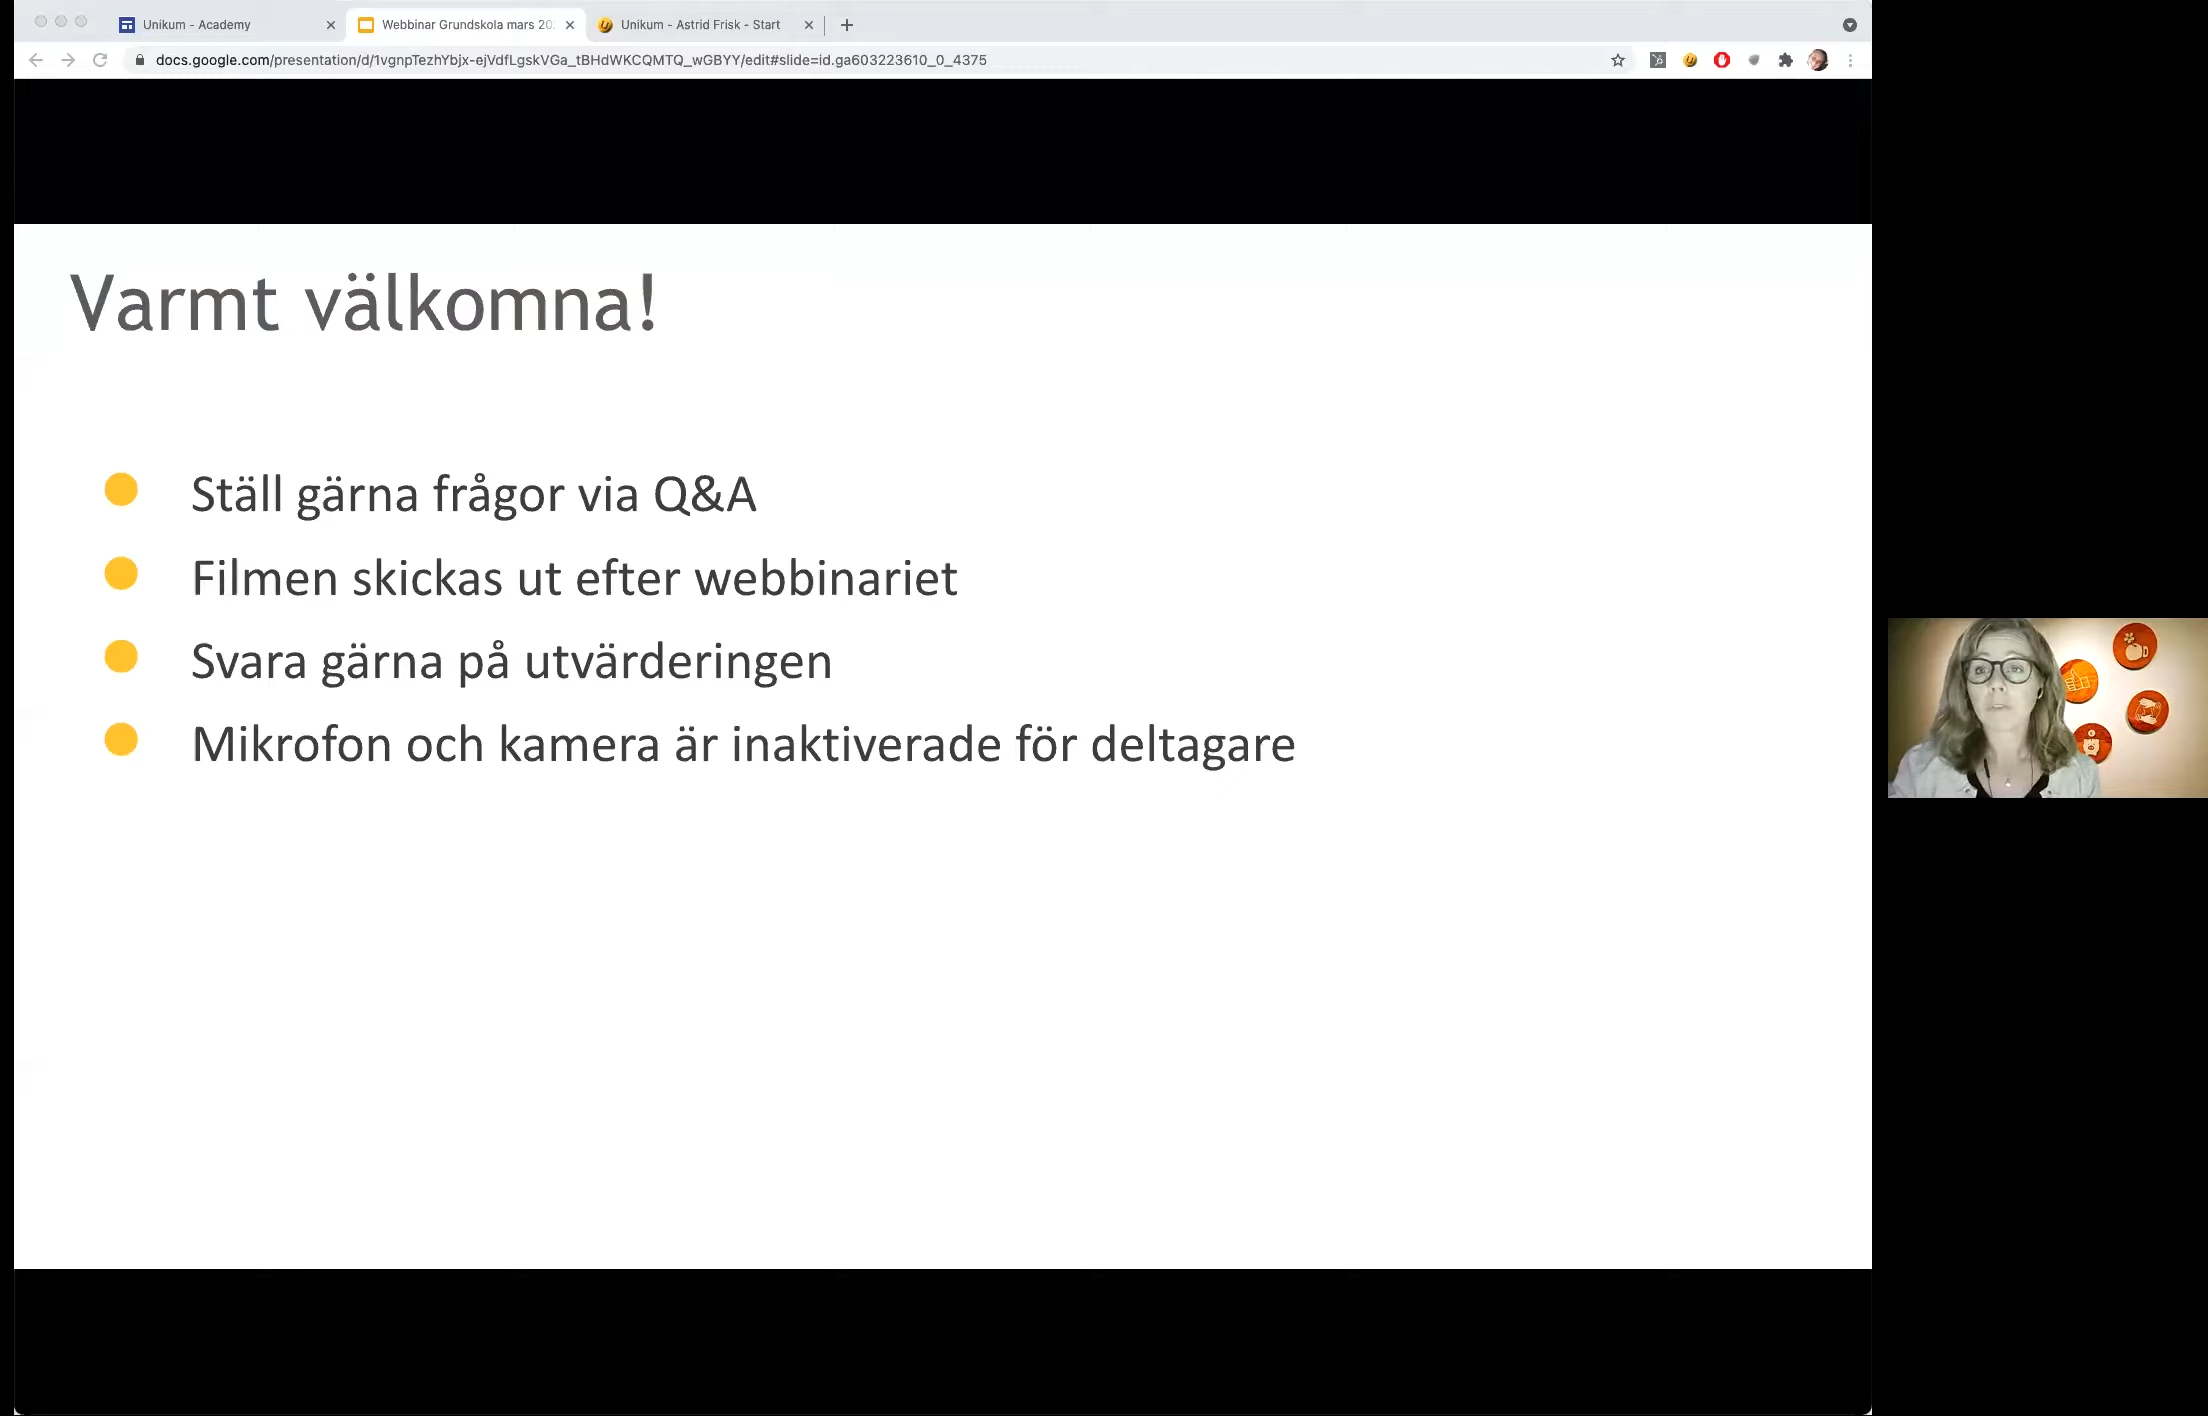 Unikum - Academy
Webbinar Grundskola mars 20
Unikum - Astrid Frisk - Start
docs.google.com/presentation/d/1vgnpTezhYbjx-ejVdfLgskVGa_tBHdWKCQMTQ_wGBYY/edit#slide=id.ga603223610_0_4375
Varmt välkomna!
Ställ gärna frågor via Q&A
Filmen skickas ut efter webbinariet
Svara gärna på utvärderingen
Mikrofon och kamera är inaktiverade för deltagare